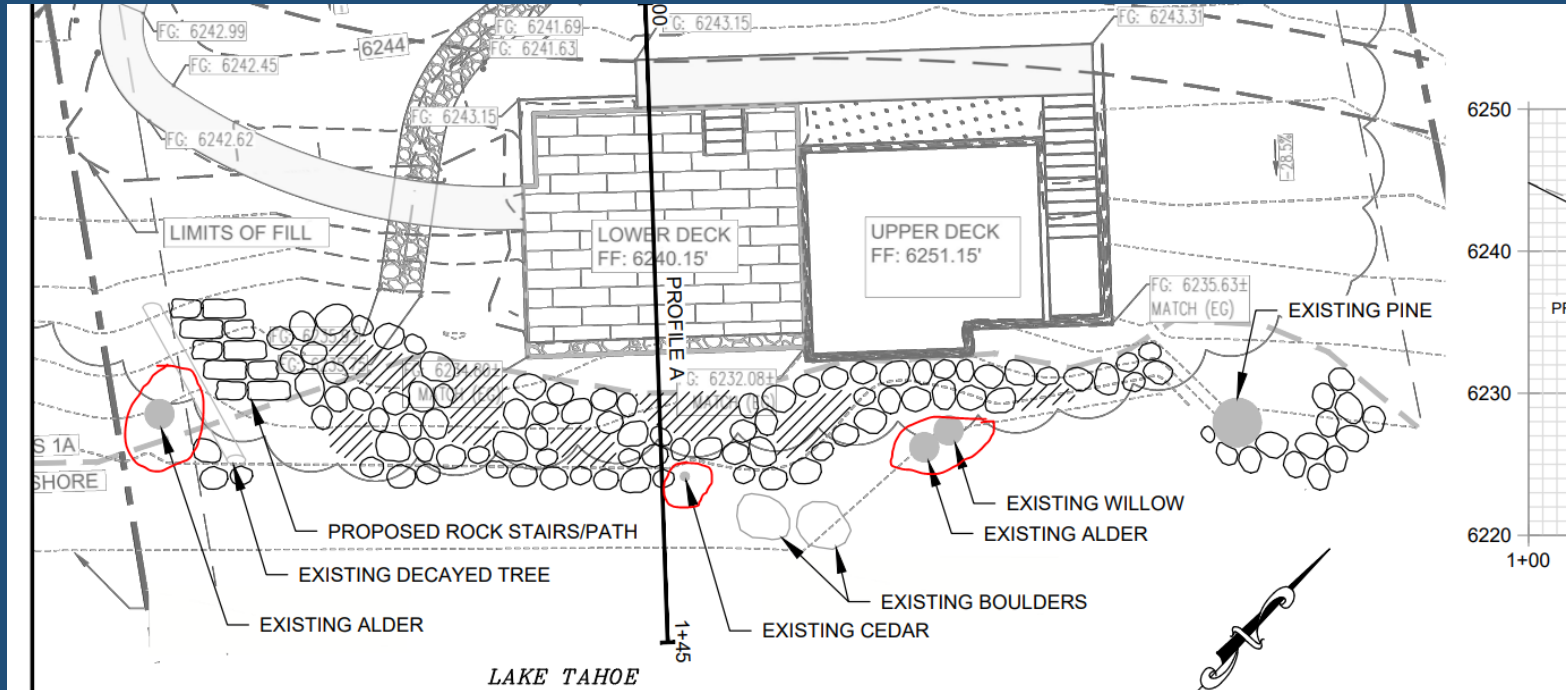 FG: 6242.99
6244
FG: 6241.69
FG: 6241.63
FG: 6242.45
FG: 6243.15
FG: 6243.31
FG: 6243.15
FG: 6242.62
-28.5%
LIMITS OF FILL
LOWER DECK
FF: 6240.15'
UPPER DECK
FF: 6251.15'
PROFILE A
FG: 6235.63±
MATCH (EG)
EXISTING PINE
G: 6232.08±
MATCH (EG)
MATCH (EG)
S 1A
SHORE
EXISTING WILLOW
EXISTING ALDER
PROPOSED ROCK STAIRS/PATH
EXISTING DECAYED TREE
EXISTING BOULDERS
EXISTING ALDER
EXISTING CEDAR
1+45
LAKE TAHOE
6250
6240
6230
6220
1+00